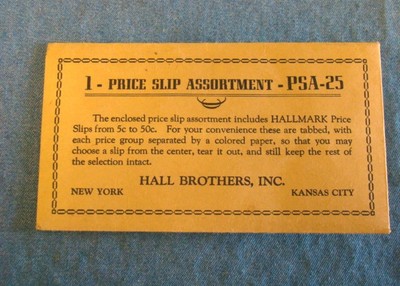 1 - PRICE SLIP ASSORTMENT - PSA-25
The enclosed price slip assortment includes HALLMARK Price
Slips from 5c to 50c. For your convenience these are tabbed, with
each price group separated by a colored paper, so that you may
choose a slip from the center, tear it out, and still keep the rest of
the selection intact.
HALL BROTHERS, INC.
NEW YORK KANSAS CITY